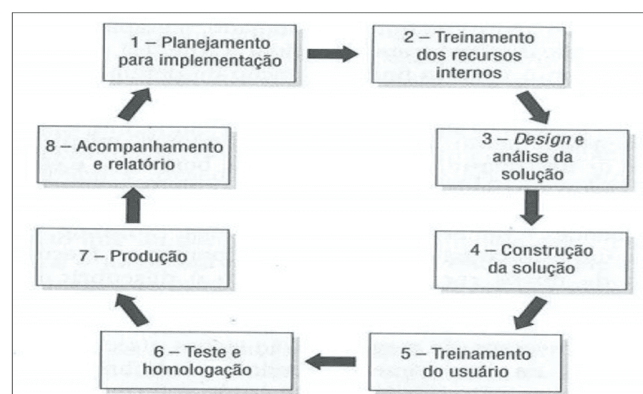 1 – Planejamento
para implementação
2 – Treinamento
dos recursos
internos
3 – Design e
análise da
solução
4 – Construção
da solução
5 – Treinamento
do usuário
6 – Teste e
homologação
7 – Produção
8 – Acompanhamento
e relatório